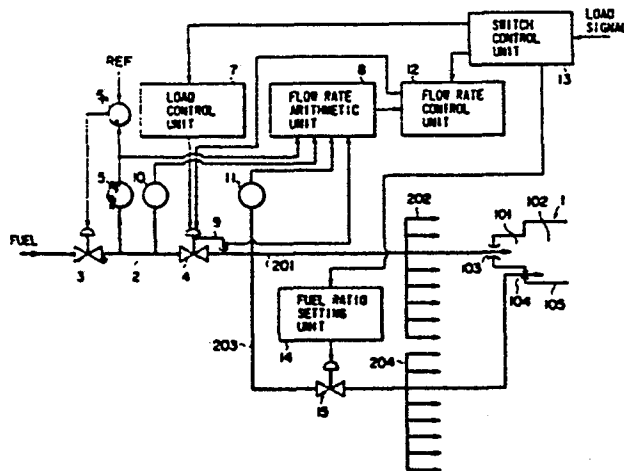 SWITCH
CONTROL
UNIT
LOAD
SIGNAL
13
REF
7
LOAD
CONTROL
UNIT
8
FLOW RATE
ARITHMETIC
UNIT
12
FLOW RATE
CONTROL
UNIT
5
10
11
202
1
101
102
9
FUEL
3
2
4
201
103
104
105
FUEL RATIO
SETTING
UNIT
14
203
204
15